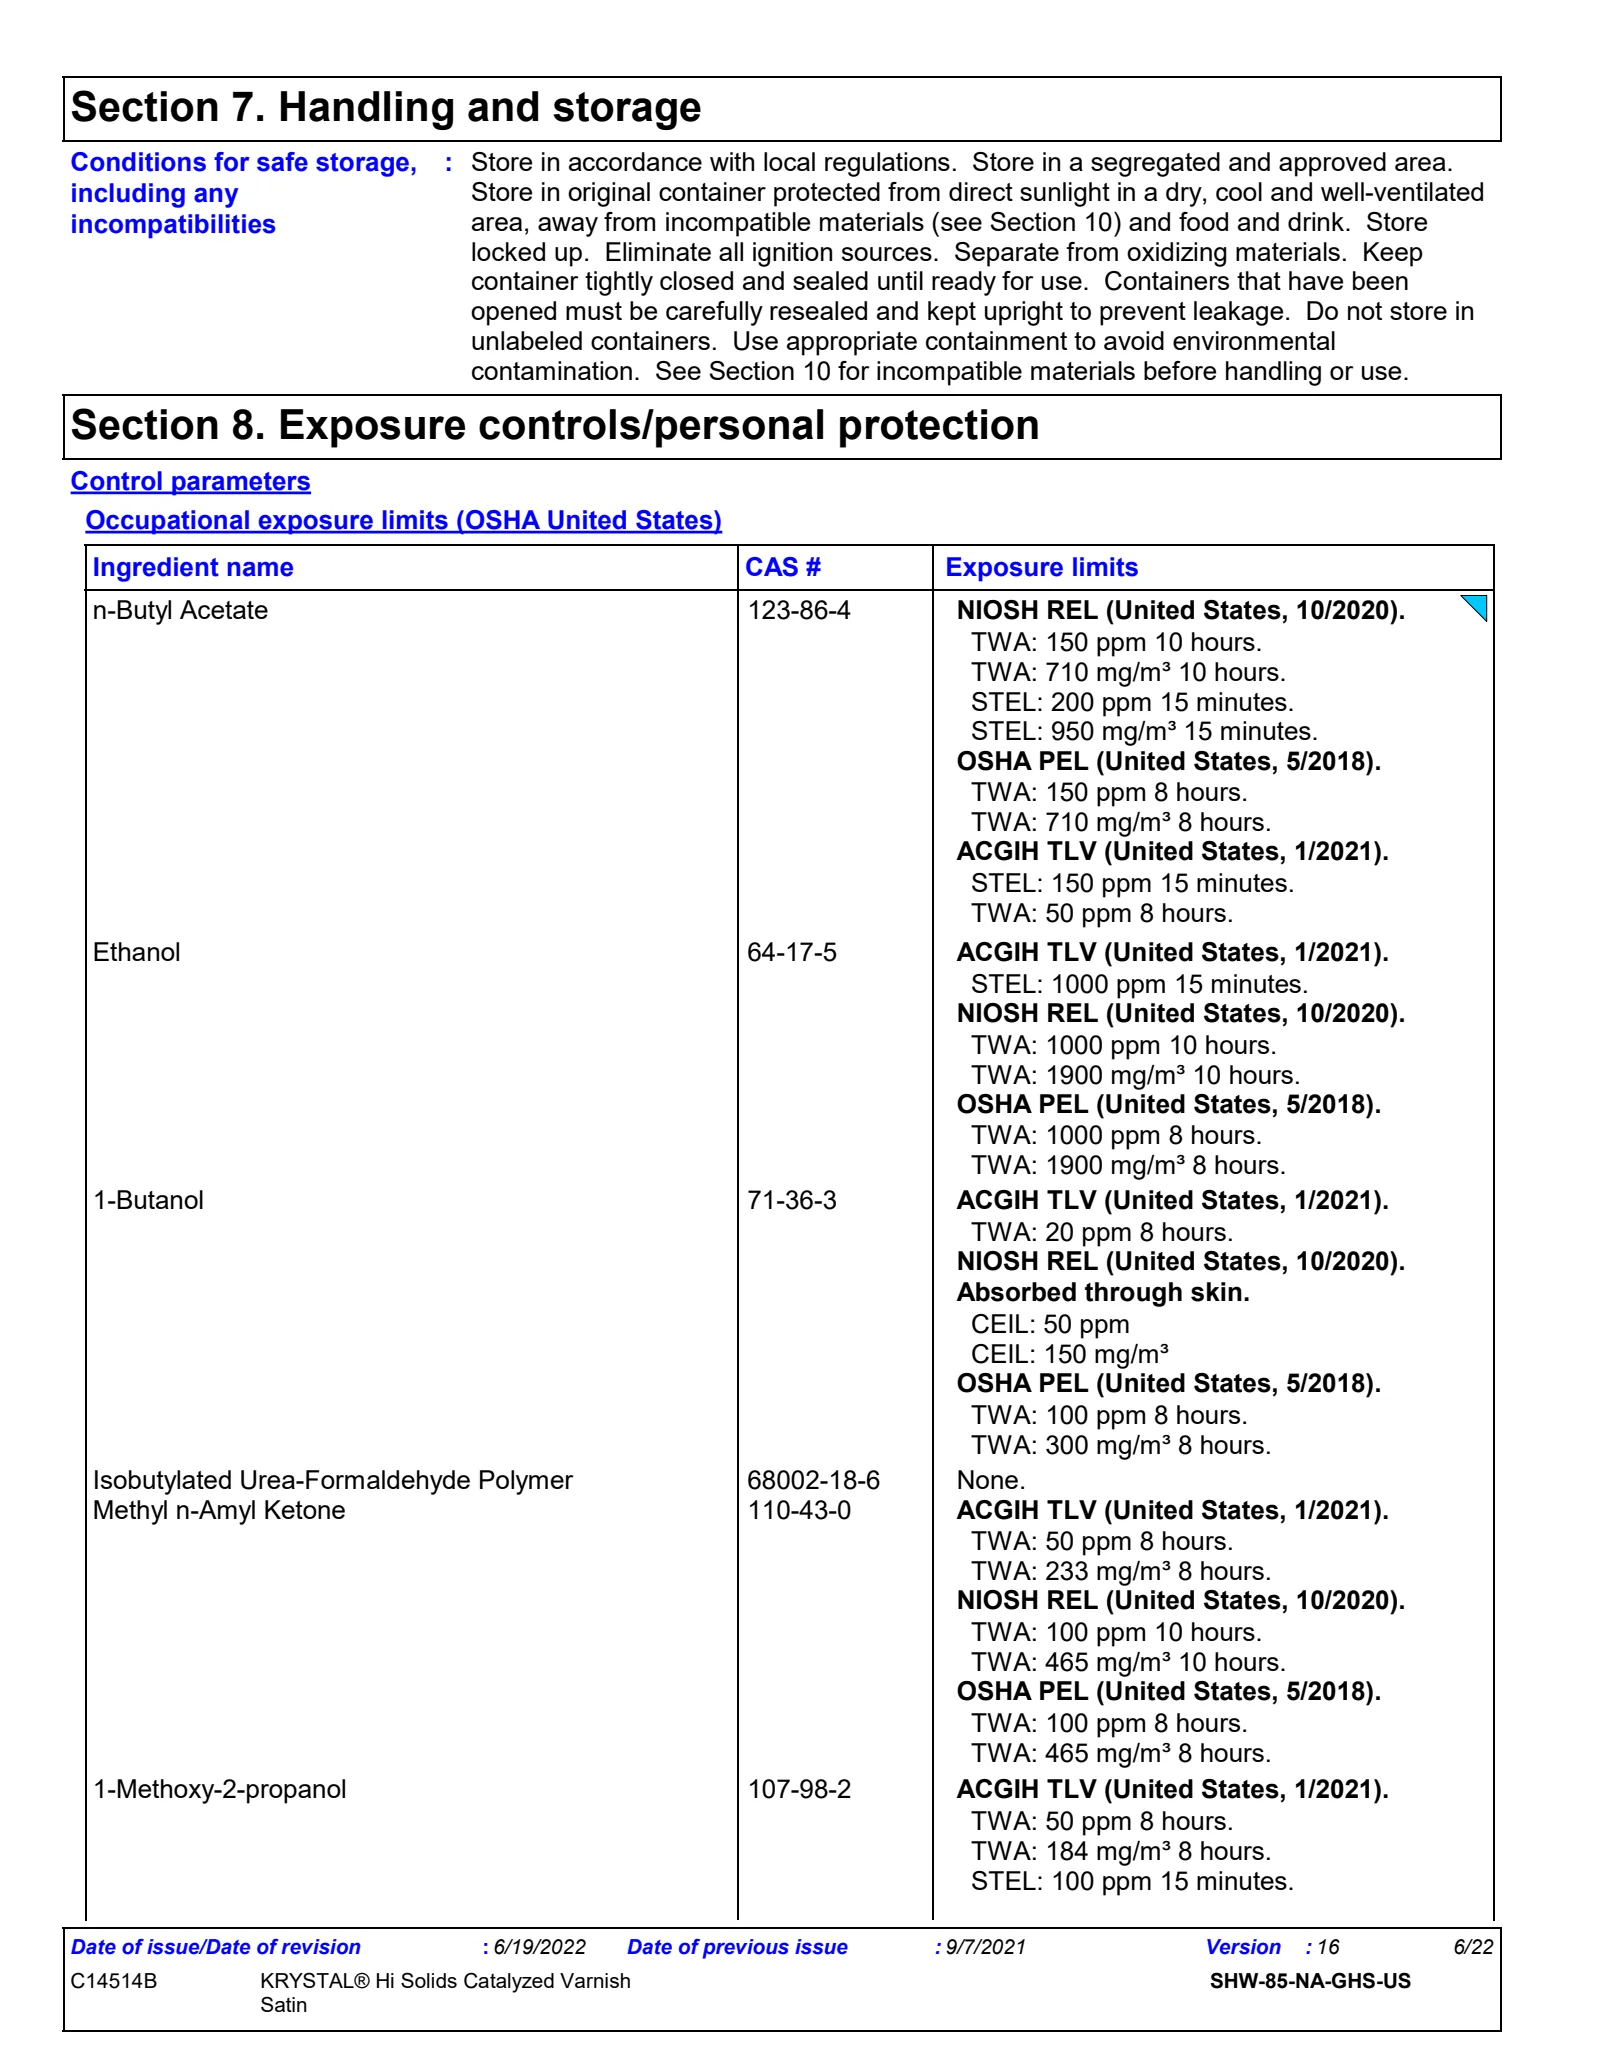 Section 7. Handling and storage
Conditions for safe storage, : Store in accordance with local regulations. Store in a segregated and approved area.
including any Store in original container protected from direct sunlight in a dry, cool and well-ventilated
incompatibilities area, away from incompatible materials (see Section 10) and food and drink. Store
locked up. Eliminate all ignition sources. Separate from oxidizing materials. Keep
container tightly closed and sealed until ready for use. Containers that have been
opened must be carefully resealed and kept upright to prevent leakage. Do not store in
unlabeled containers. Use appropriate containment to avoid environmental
contamination. See Section 10 for incompatible materials before handling or use.
Section 8. Exposure controls/personal protection
Control parameters
Occupational exposure limits (OSHA United States)
Ingredient name CAS # Exposure limits
n-Butyl Acetate 123-86-4 NIOSH REL (United States, 10/2020).
TWA: 150 ppm 10 hours.
TWA: 710 mg/m³ 10 hours.
STEL: 200 ppm 15 minutes.
STEL: 950 mg/m³ 15 minutes.
OSHA PEL (United States, 5/2018).
TWA: 150 ppm 8 hours.
TWA: 710 mg/m³ 8 hours.
ACGIH TLV (United States, 1/2021).
STEL: 150 ppm 15 minutes.
TWA: 50 ppm 8 hours.
Ethanol 64-17-5 ACGIH TLV (United States, 1/2021).
STEL: 1000 ppm 15 minutes.
NIOSH REL (United States, 10/2020).
TWA: 1000 ppm 10 hours.
TWA: 1900 mg/m³ 10 hours.
OSHA PEL (United States, 5/2018).
TWA: 1000 ppm 8 hours.
TWA: 1900 mg/m³ 8 hours.
1-Butanol 71-36-3 ACGIH TLV (United States, 1/2021).
TWA: 20 ppm 8 hours.
NIOSH REL (United States, 10/2020).
Absorbed through skin.
CEIL: 50 ppm
CEIL: 150 mg/m³
OSHA PEL (United States, 5/2018).
TWA: 100 ppm 8 hours.
TWA: 300 mg/m³ 8 hours.
Isobutylated Urea-Formaldehyde Polymer 68002-18-6 None.
Methyl n-Amyl Ketone 110-43-0 ACGIH TLV (United States, 1/2021).
TWA: 50 ppm 8 hours.
TWA: 233 mg/m³ 8 hours.
NIOSH REL (United States, 10/2020).
TWA: 100 ppm 10 hours.
TWA: 465 mg/m³ 10 hours.
OSHA PEL (United States, 5/2018).
TWA: 100 ppm 8 hours.
TWA: 465 mg/m³ 8 hours.
1-Methoxy-2-propanol 107-98-2 ACGIH TLV (United States, 1/2021).
TWA: 50 ppm 8 hours.
TWA: 184 mg/m³ 8 hours.
STEL: 100 ppm 15 minutes.
Date of issue/Date of revision : 6/19/2022 Date of previous issue : 9/7/2021 Version : 16 6/22
C14514B KRYSTAL® Hi Solids Catalyzed Varnish SHW-85-NA-GHS-US
Satin